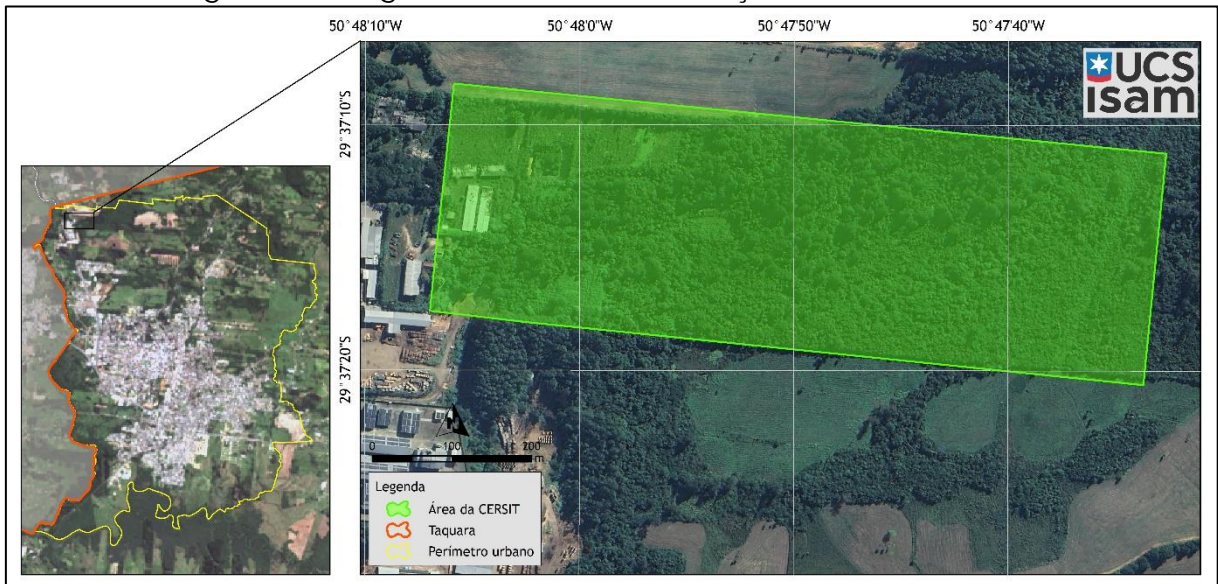 50°48'10"W 50°48'0"W 50°47'50"W 50°47'40"W
UCS
isam
29°37'10"S
29°37'20"S
N
0 100 200
m
Legenda
Área da CERSIT
Taquara
Perímetro urbano